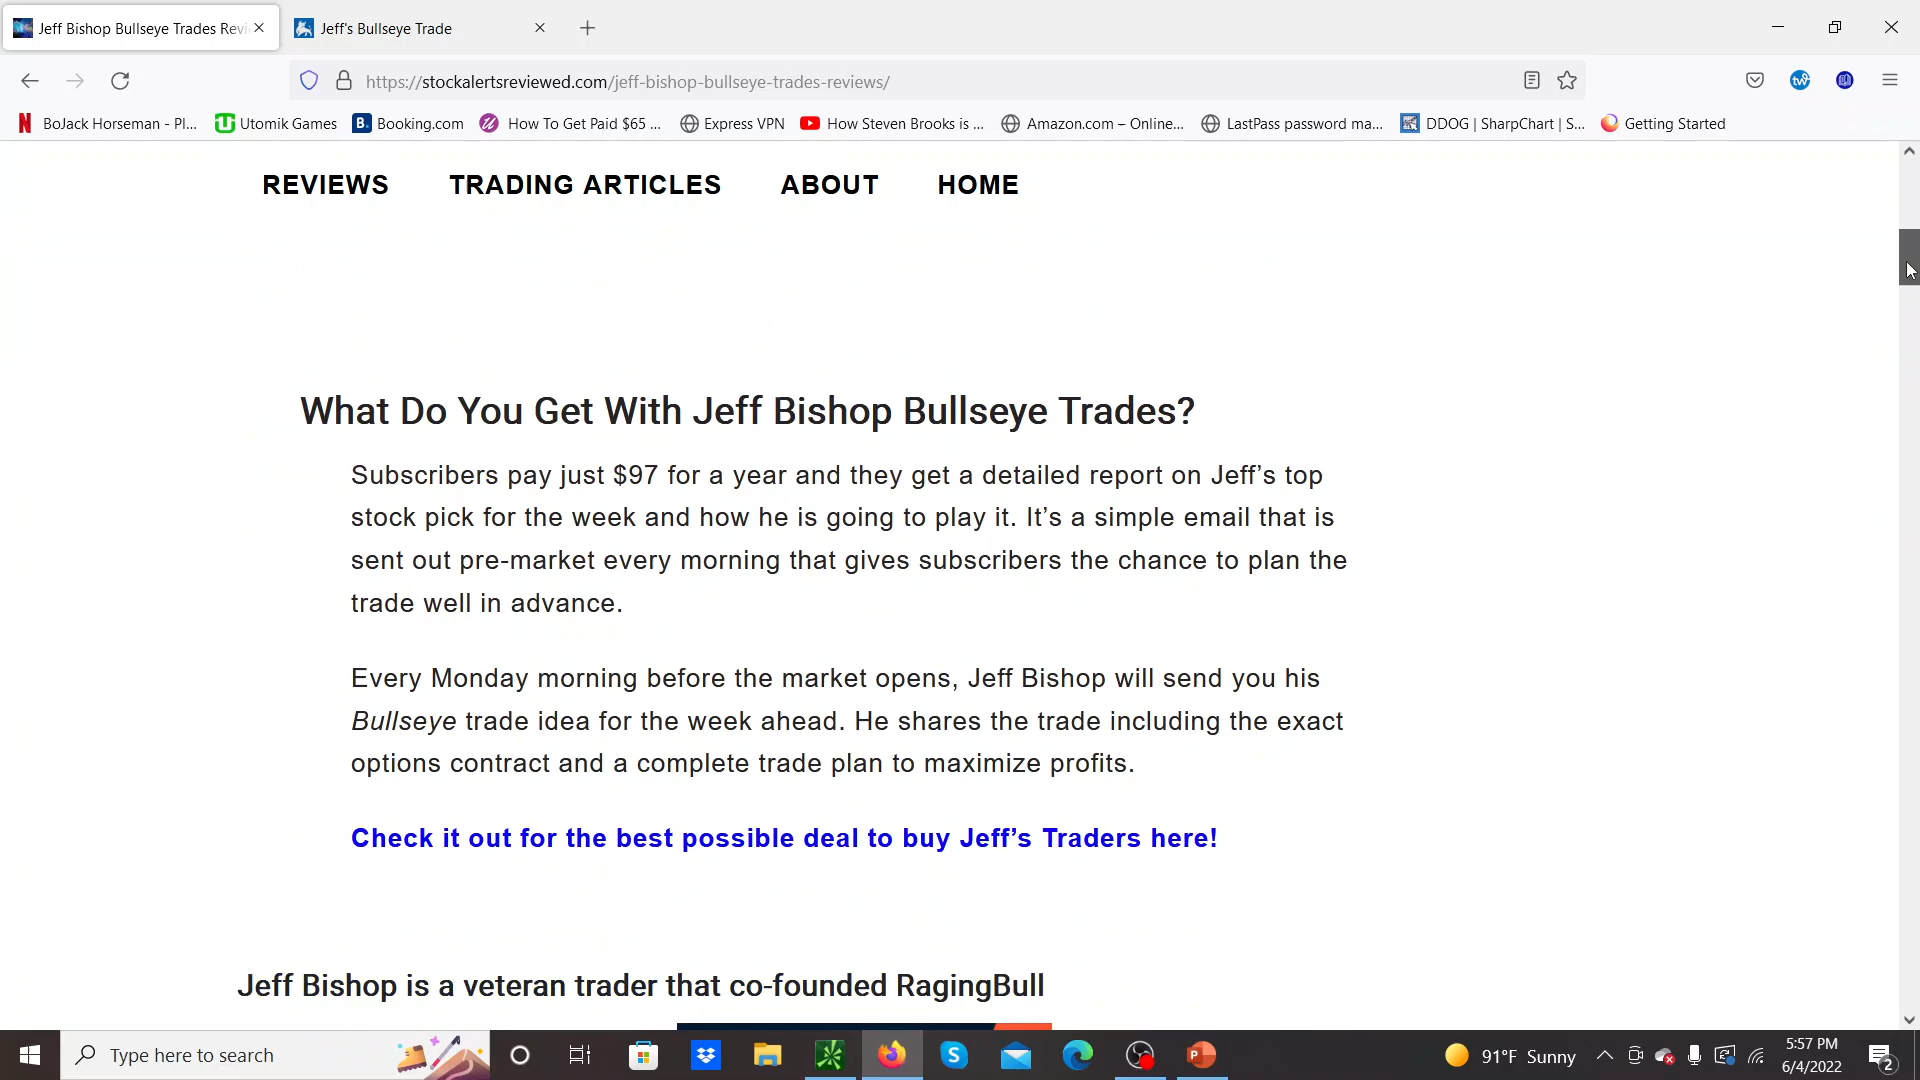 Jeff Bishop Bullseye Trades Revi
Jeff's Bullseye Trade
https://stockalertsreviewed.com/jeff-bishop-bullseye-trades-reviews/
BoJack Horseman - Pl...
Utomik Games
B.
Booking.com
How To Get Paid $65 ...
Express VPN
How Steven Brooks is ...
Amazon.com – Online...
LastPass password ma...
DDOG | SharpChart | S...
Getting Started
REVIEWS
TRADING ARTICLES
ABOUT
HOME
What Do You Get With Jeff Bishop Bullseye Trades?
Subscribers pay just $97 for a year and they get a detailed report on Jeff’s top
stock pick for the week and how he is going to play it. It’s a simple email that is
sent out pre-market every morning that gives subscribers the chance to plan the
trade well in advance.
Every Monday morning before the market opens, Jeff Bishop will send you his
Bullseye trade idea for the week ahead. He shares the trade including the exact
options contract and a complete trade plan to maximize profits.
Check it out for the best possible deal to buy Jeff’s Traders here!
Jeff Bishop is a veteran trader that co-founded RagingBull
Type here to search
91°F Sunny
5:57 PM
6/4/2022
2